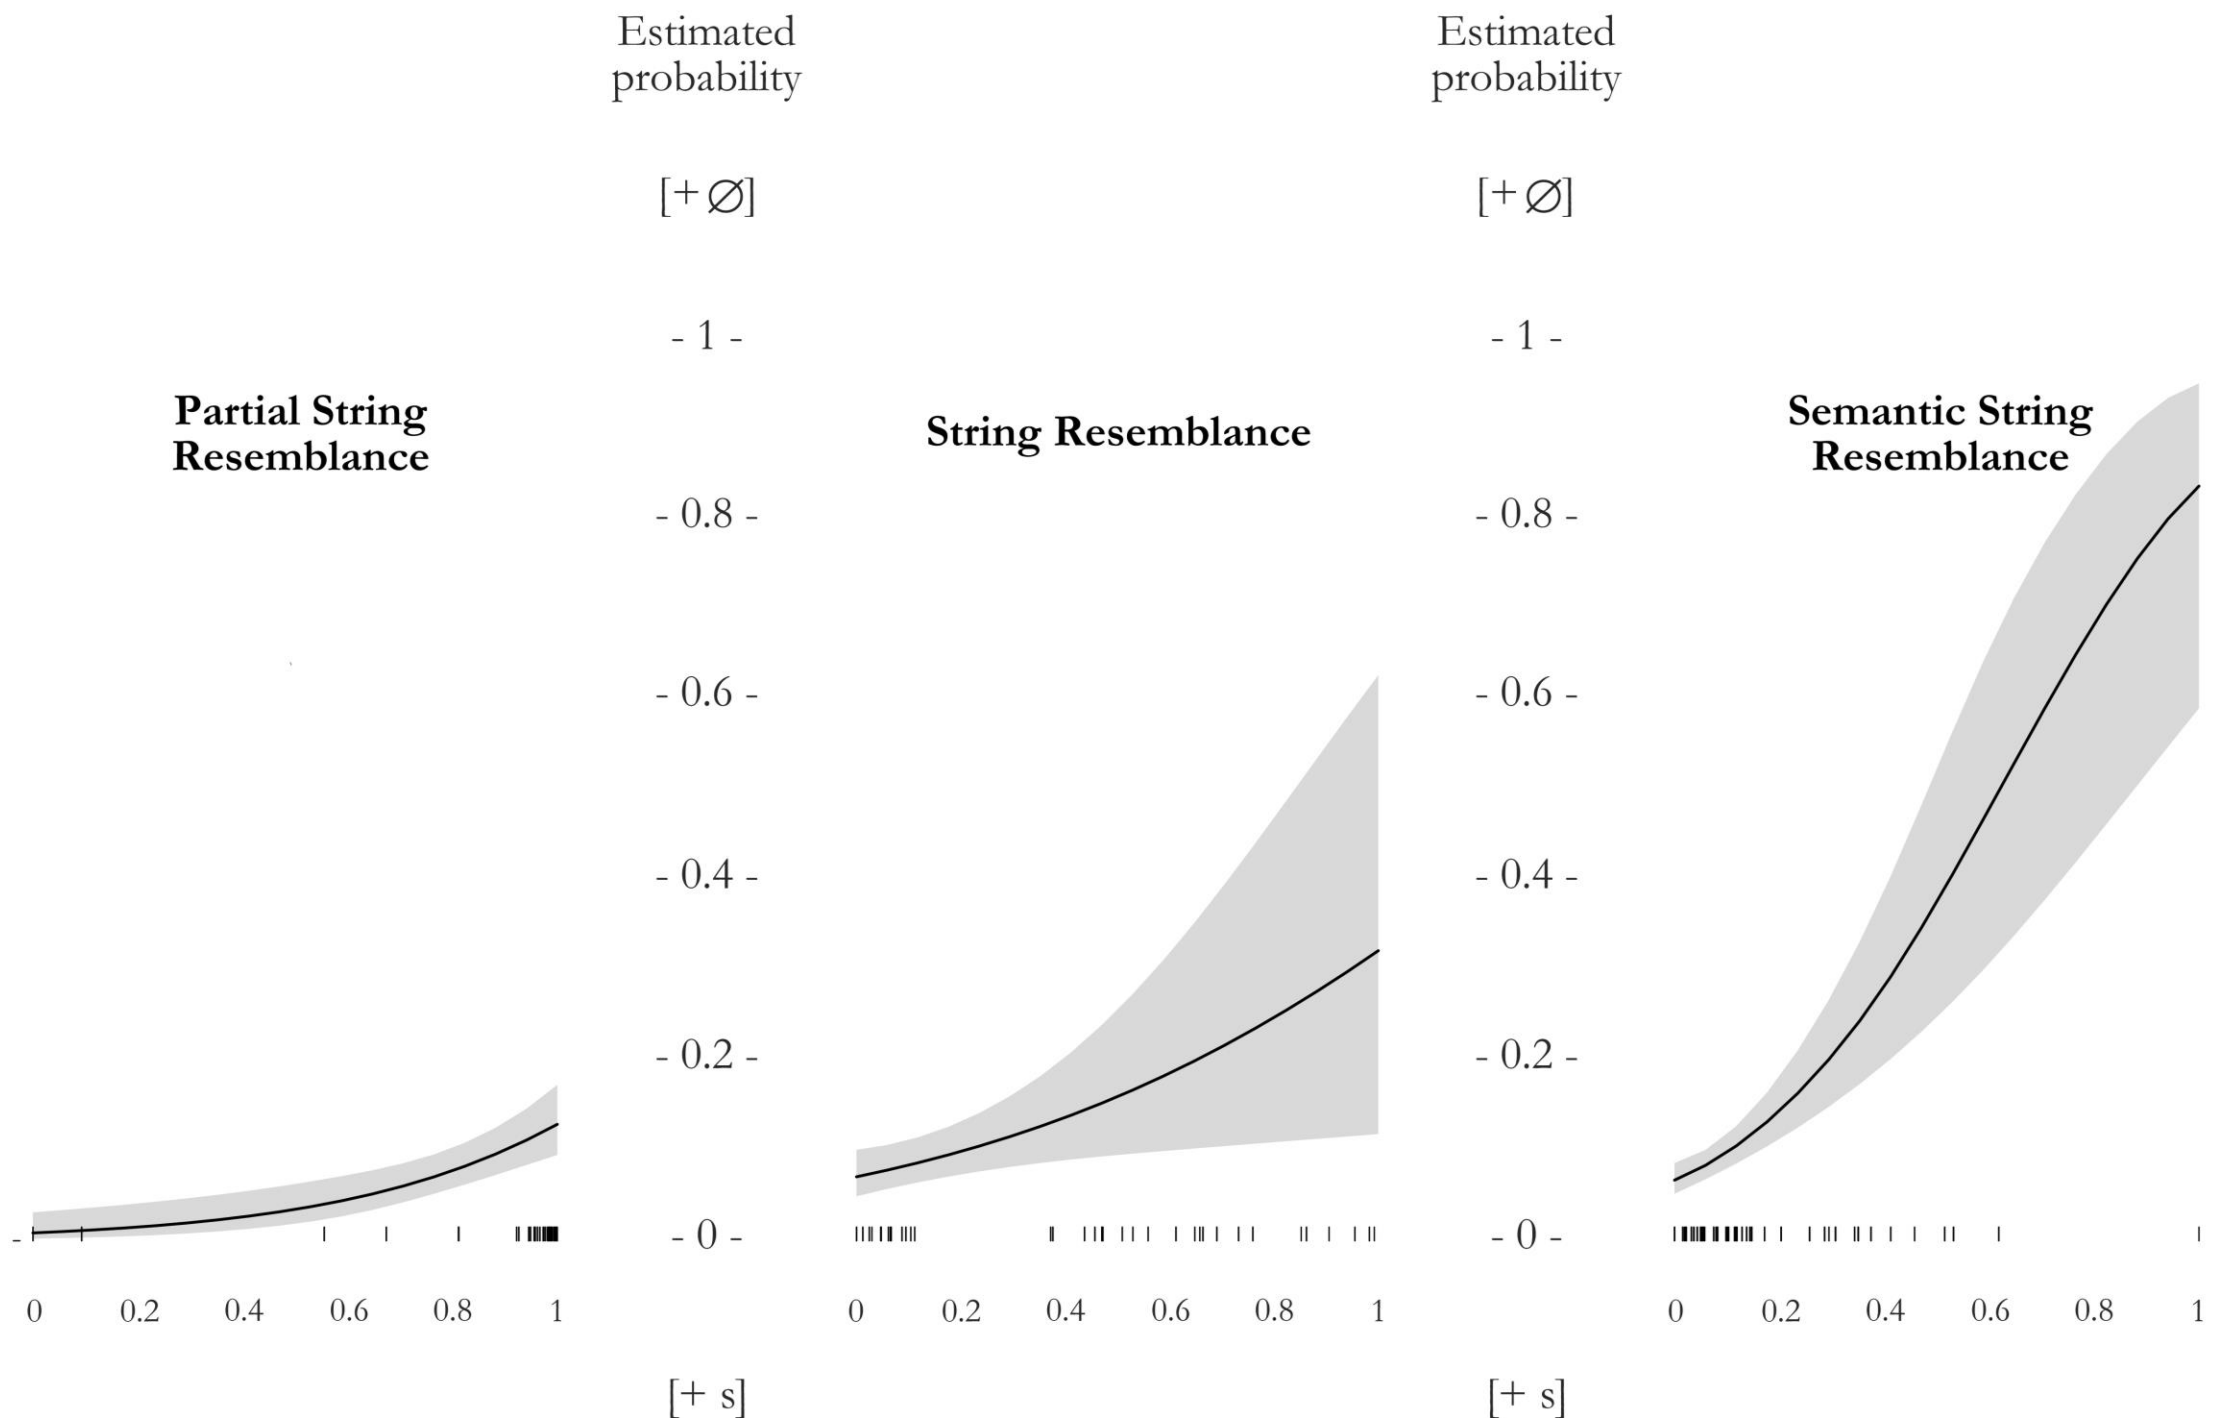 Estimated
probability
Estimated
probability
[+ ∅]
[+ ∅]
- 1 -
- 1 -
Partial String
Resemblance
String Resemblance
Semantic String
Resemblance
- 0.8 -
- 0.8 -
- 0.6 -
- 0.6 -
- 0.4 -
- 0.4 -
- 0.2 -
- 0.2 -
-
- 0 -
- 0 -
0 0.2 0.4 0.6 0.8 1
0 0.2 0.4 0.6 0.8 1
0 0.2 0.4 0.6 0.8 1
[+ s]
[+ s]